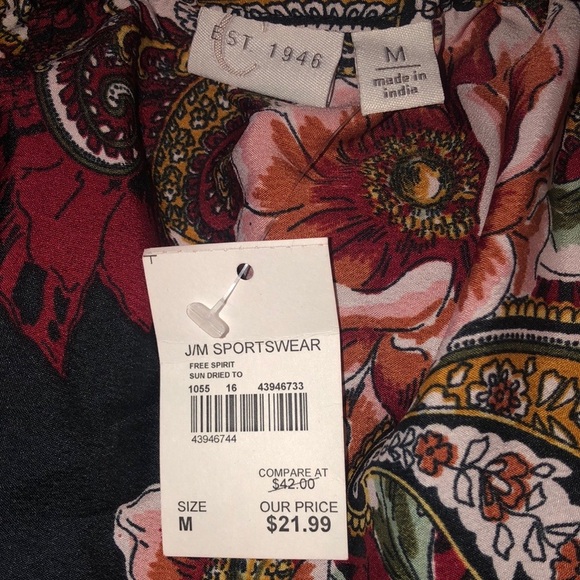 EST. 1946
M
made in
india
J/M SPORTSWEAR
FREE SPIRIT
SUN DRIED TO
1055 16 43946733
43946744
COMPARE AT
$42.00
SIZE OUR PRICE
M $21.99